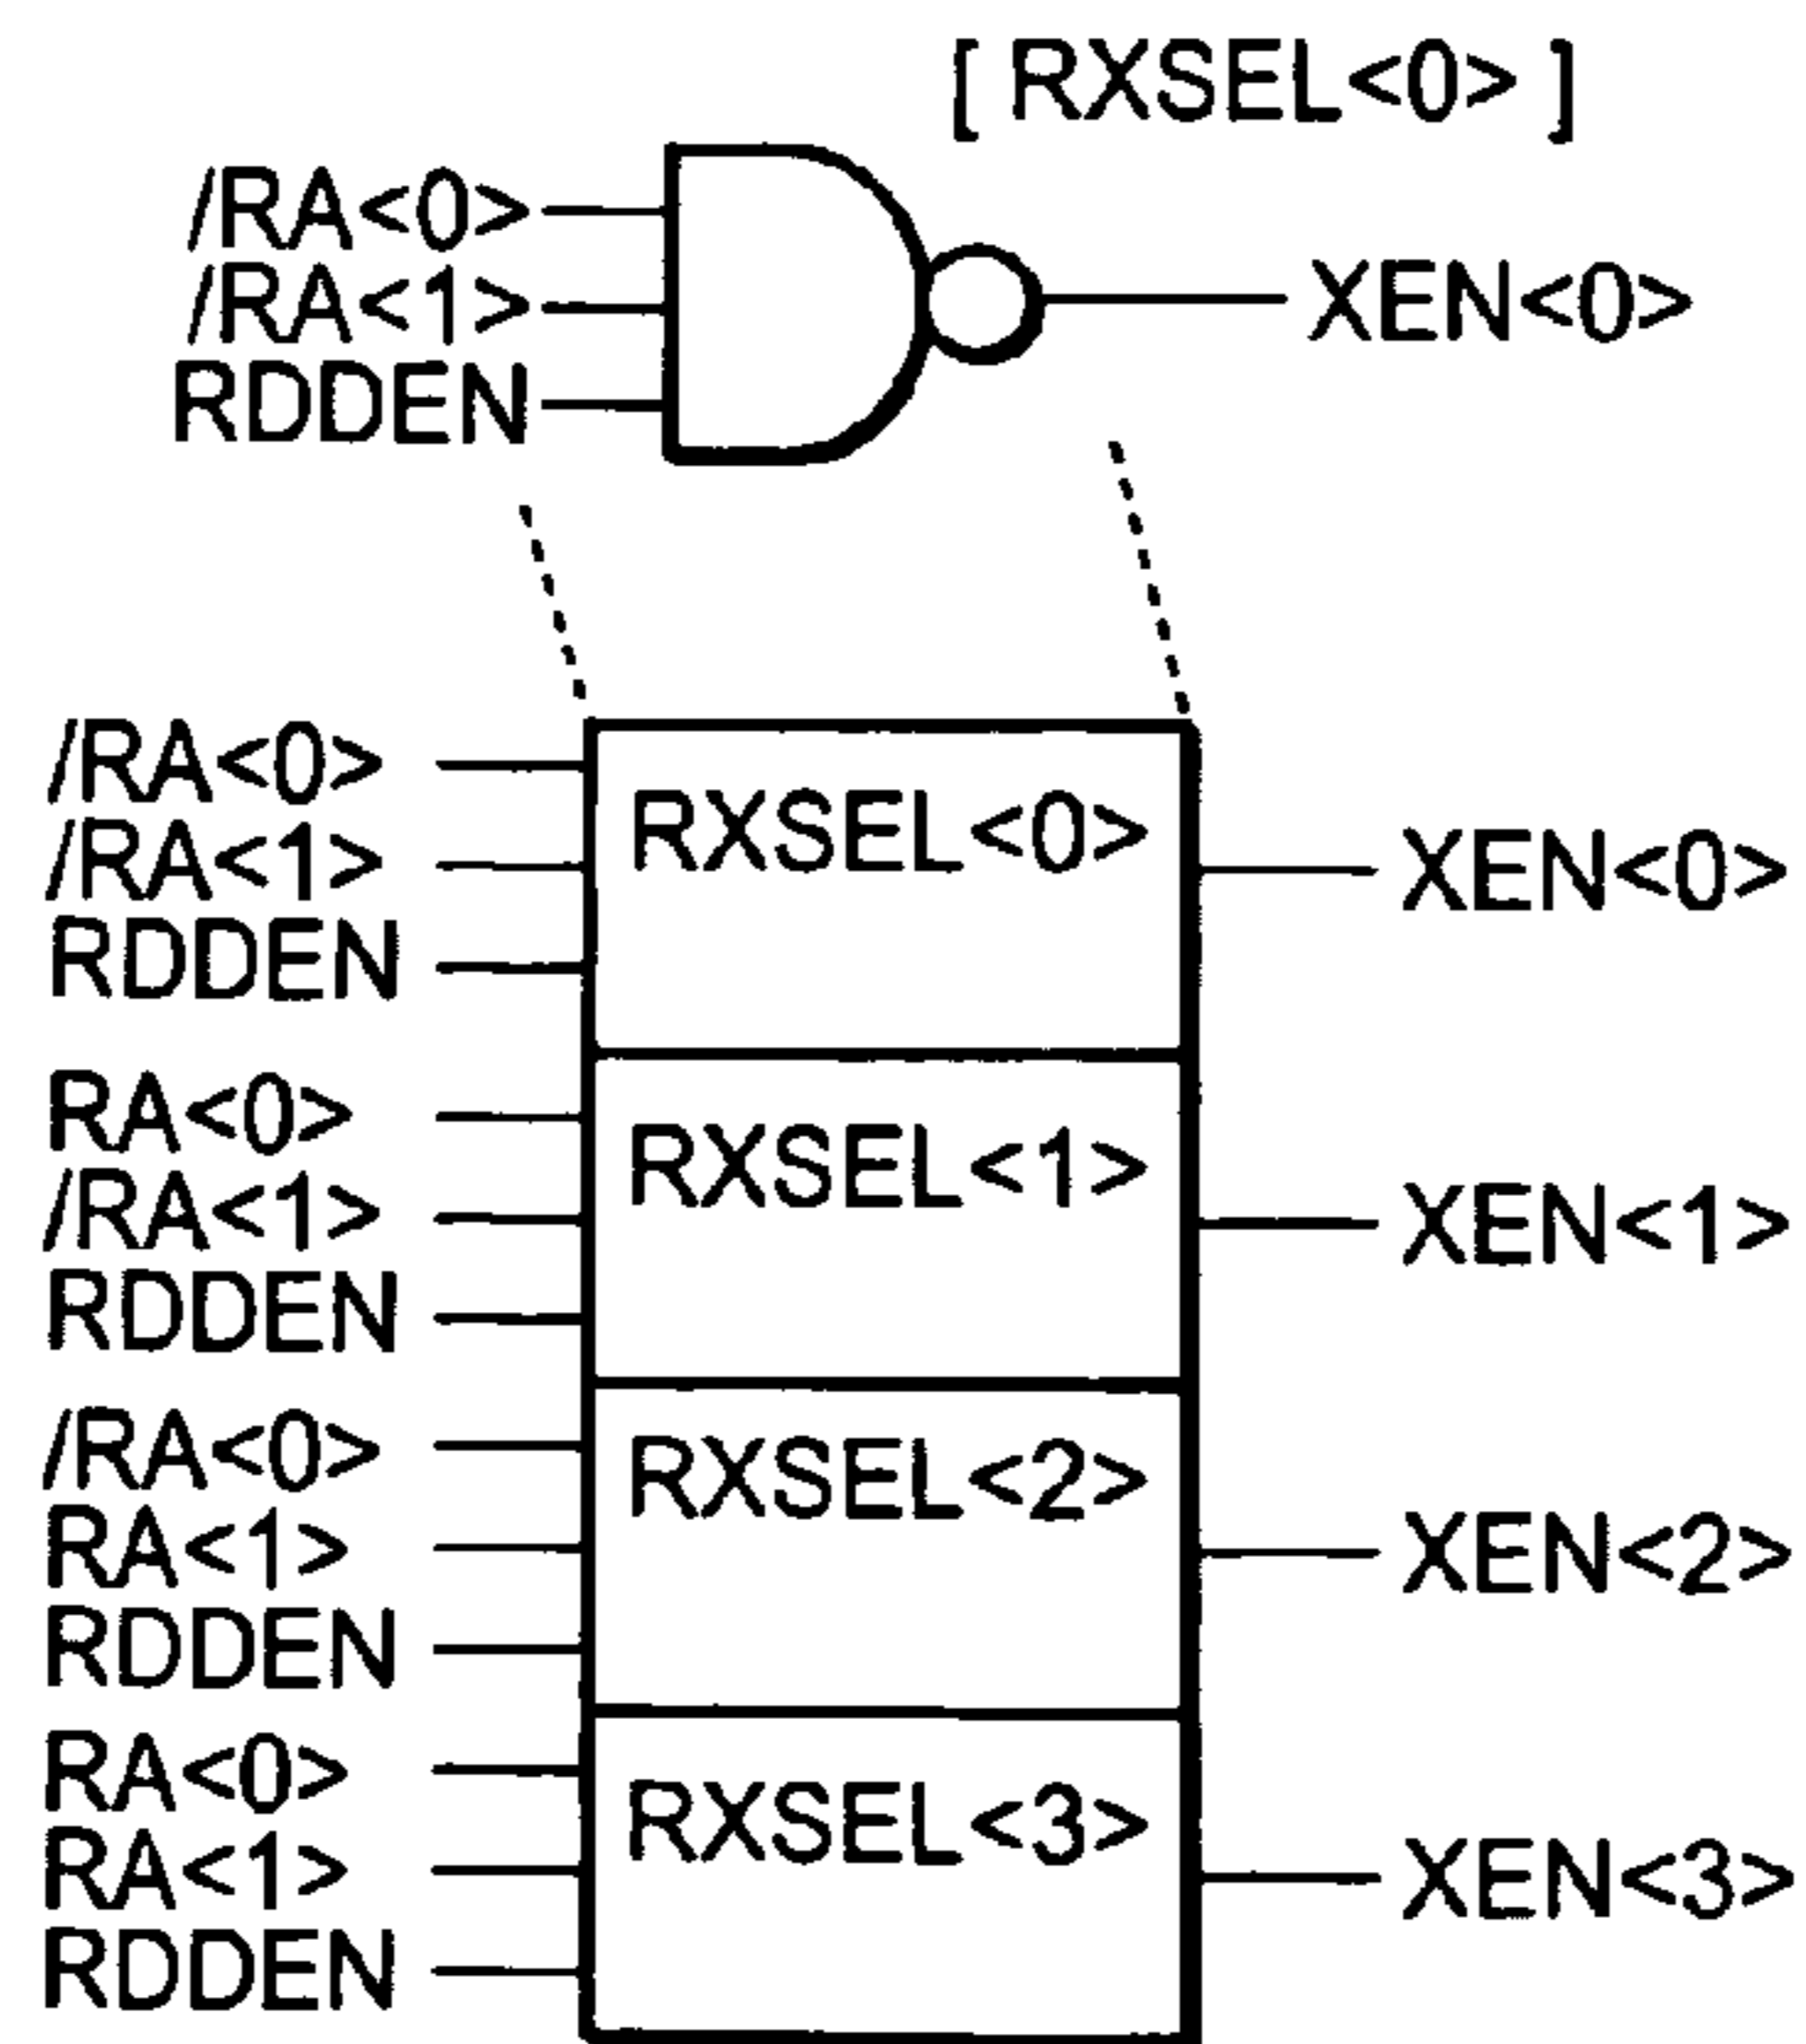 [ RXSEL<0> ]
/RA<0>
/RA<1>
RDDEN
XEN<0>
/RA<0>
/RA<1>
RDDEN
RXSEL<0>
XEN<0>
RA<0>
/RA<1>
RDDEN
RXSEL<1>
XEN<1>
/RA<0>
RA<1>
RDDEN
RXSEL<2>
XEN<2>
RA<0>
RA<1>
RDDEN
RXSEL<3>
XEN<3>